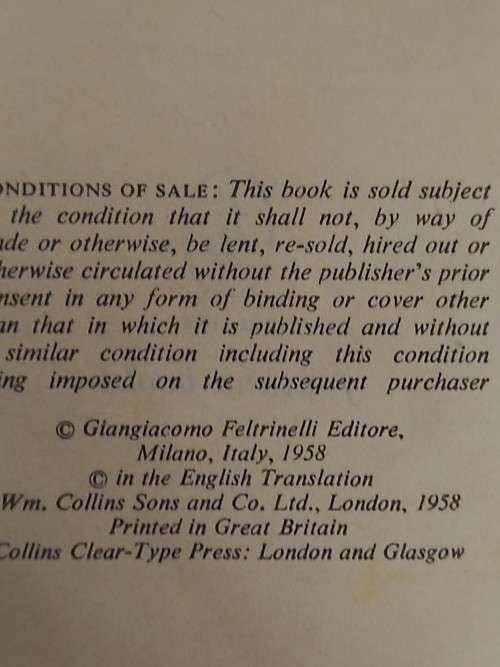 ONDITIONS OF SALE: This book is sold subject
the condition that it shall not, by way of
ade or otherwise, be lent, re-sold, hired out or
herwise circulated without the publisher's prior
nsent in any form of binding or cover other
an that in which it is published and without
similar condition including this condition
ing imposed on the subsequent purchaser
© Giangiacomo Feltrinelli Editore,
Milano, Italy, 1958
© in the English Translation
Wm. Collins Sons and Co. Ltd., London, 1958
Printed in Great Britain
Collins Clear-Type Press: London and Glasgow